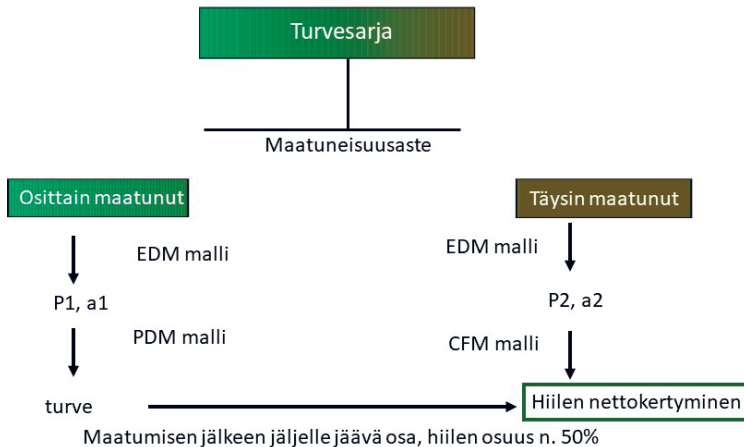 Turvesarja
Maatuneisuusaste
Osittain maatunut
Täysin maatunut
EDM malli
EDM malli
P1, a1
P2, a2
PDM malli
CFM malli
turve
Hiilen nettokertyminen
Maatumisen jälkeen jäljelle jäävä osa, hiilen osuus n. 50%